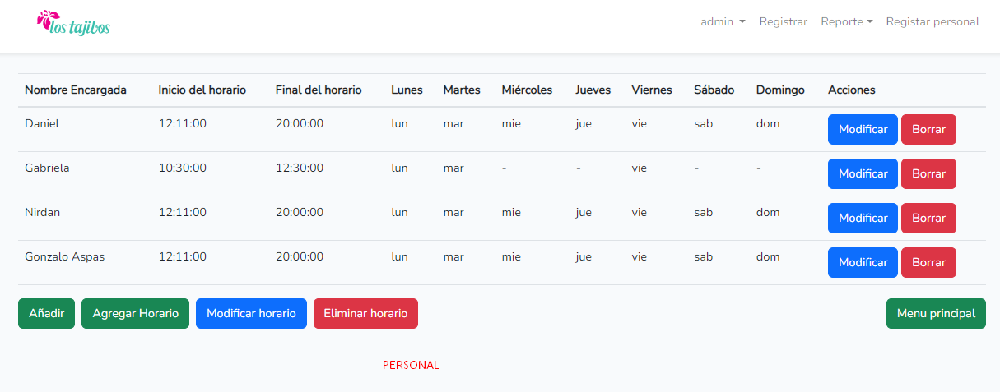 los tajibos
admin Registrar Reporte Registar personal
Nombre Encargada Inicio del horario Final del horario Lunes Martes Miércoles Jueves Viernes Sábado Domingo Acciones
Daniel 12:11:00 20:00:00 lun mar mie jue vie sab dom Modificar Borrar
Gabriela 10:30:00 12:30:00 lun mar - - vie - - Modificar Borrar
Nirdan 12:11:00 20:00:00 lun mar mie jue vie sab dom Modificar Borrar
Gonzalo Aspas 12:11:00 20:00:00 lun mar mie jue vie sab dom Modificar Borrar
Añadir Agregar Horario Modificar horario Eliminar horario Menu principal
PERSONAL